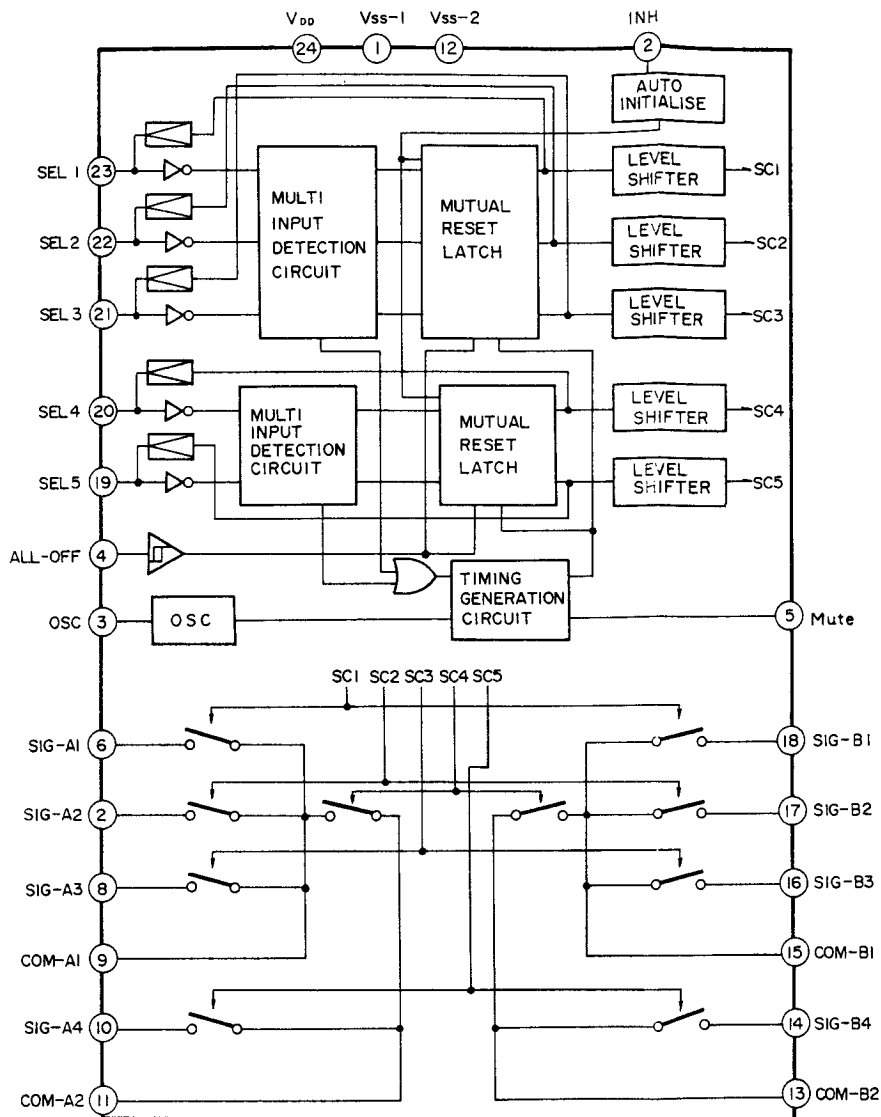 VDD Vss-1 Vss-2 INH
24 1 12 2
AUTO
INITIALISE
SEL 1 23
MULTI
INPUT
DETECTION
CIRCUIT
MUTUAL
RESET
LATCH
LEVEL
SHIFTER
SC1
SEL 2 22
LEVEL
SHIFTER
SC2
SEL 3 21
LEVEL
SHIFTER
SC3
SEL 4 20
MULTI
INPUT
DETECTION
CIRCUIT
MUTUAL
RESET
LATCH
LEVEL
SHIFTER
SC4
SEL 5 19
LEVEL
SHIFTER
SC5
ALL-OFF 4
TIMING
GENERATION
CIRCUIT
OSC 3
OSC
5 Mute
SC1 SC2 SC3 SC4 SC5
SIG-A1 6
18 SIG-B1
SIG-A2 2
17 SIG-B2
SIG-A3 8
16 SIG-B3
COM-A1 9
15 COM-B1
SIG-A4 10
14 SIG-B4
COM-A2 11
13 COM-B2